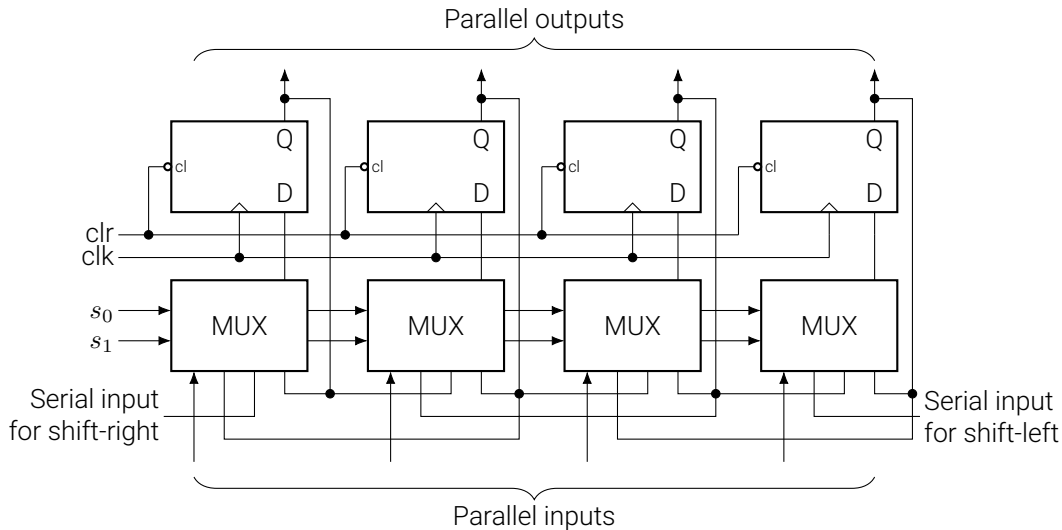 Parallel outputs
Q Q Q Q
cl cl cl cl
D D D D
clr
clk
s0
MUX MUX MUX MUX
s1
Serial input
for shift-right
Serial input
for shift-left
Parallel inputs